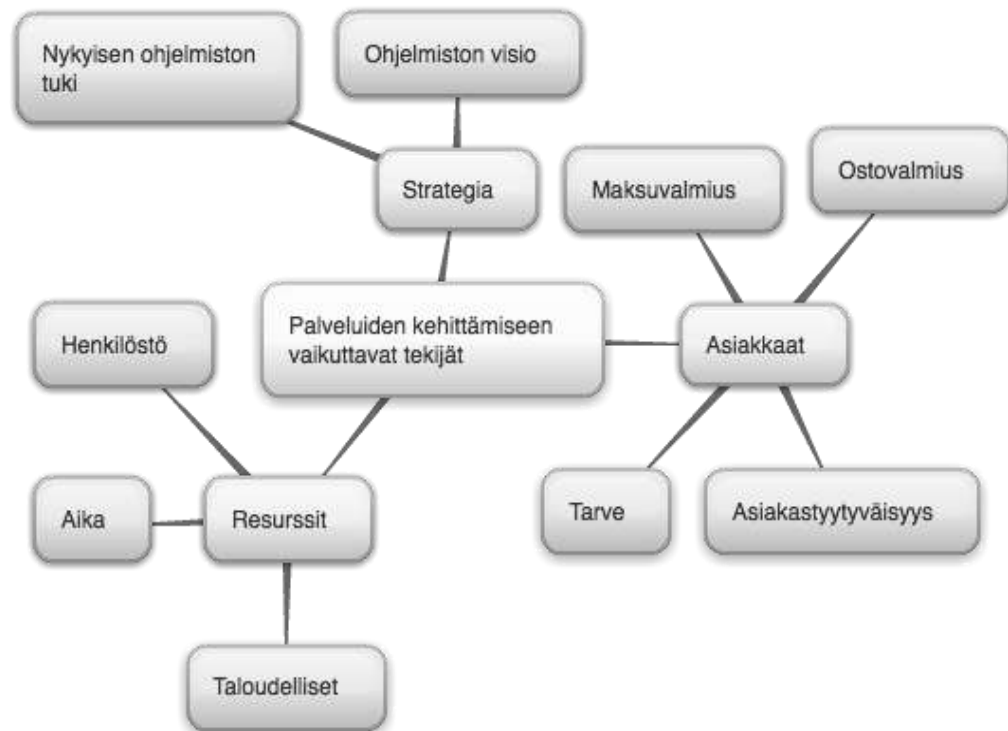 Nykyisen ohjelmiston
tuki
Ohjelmiston visio
Strategia
Maksuvalmius
Ostovalmius
Henkilöstö
Palveluiden kehittämiseen
vaikuttavat tekijät
Asiakkaat
Aika
Resurssit
Tarve
Asiakastyytyväisyys
Taloudelliset